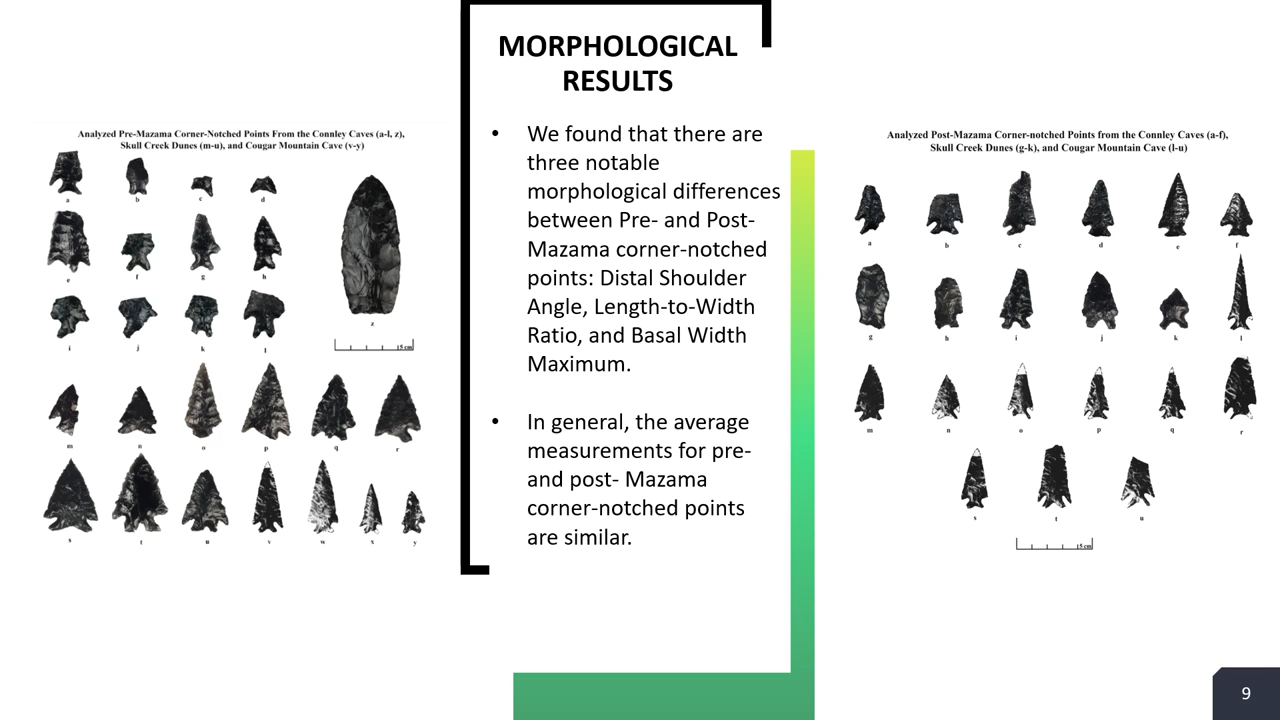 MORPHOLOGICAL
RESULTS
Analyzed Pre-Mazama Corner-Notched Points From the Connley Caves (a-l, z),
Skull Creek Dunes (m-u), and Cougar Mountain Cave (v-y)
a b c d
e f g h
z
i j k l
5 cm
m n o p q r
s t u v w x y
• We found that there are
three notable
morphological differences
between Pre- and Post-
Mazama corner-notched
points: Distal Shoulder
Angle, Length-to-Width
Ratio, and Basal Width
Maximum.
• In general, the average
measurements for pre-
and post- Mazama
corner-notched points
are similar.
Analyzed Post-Mazama Corner-notched Points from the Connley Caves (a-f),
Skull Creek Dunes (g-k), and Cougar Mountain Cave (l-u)
a b c d e f
g h i j k l
m n o p q r
s t u
5 cm
9